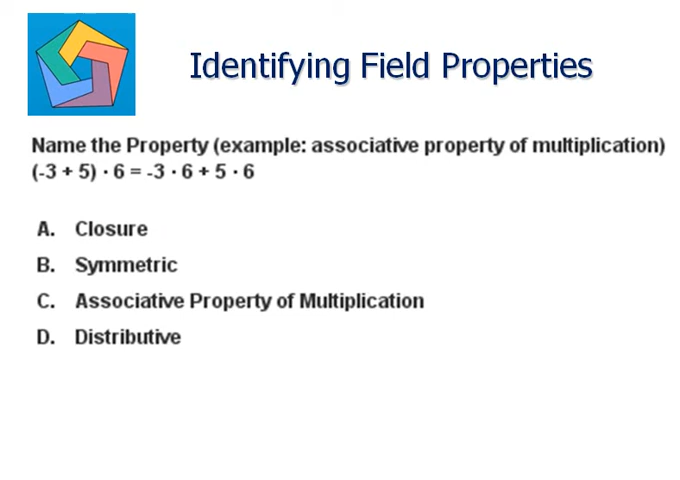 Identifying Field Properties
Name the Property (example: associative property of multiplication)
(-3 + 5) · 6 = -3 · 6 + 5 · 6
A. Closure
B. Symmetric
C. Associative Property of Multiplication
D. Distributive